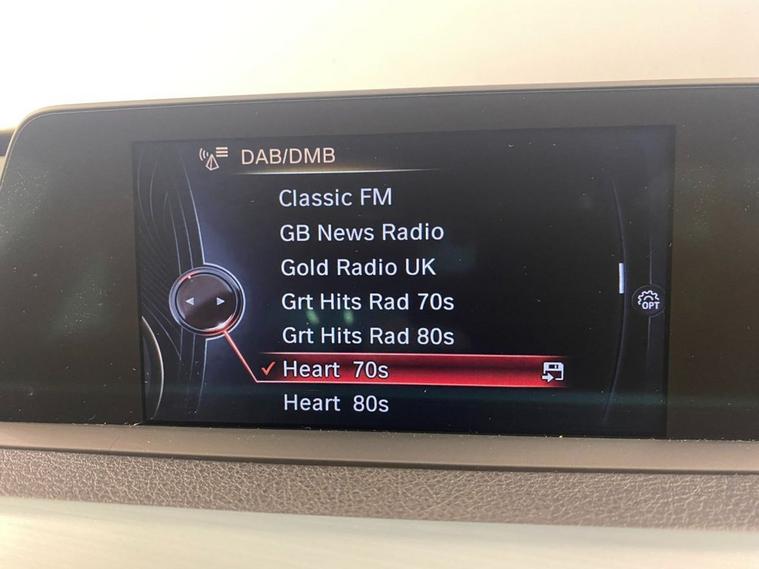 DAB/DMB
Classic FM
GB News Radio
Gold Radio UK
Grt Hits Rad 70s
OPT
Grt Hits Rad 80s
Heart 70s
Heart 80s